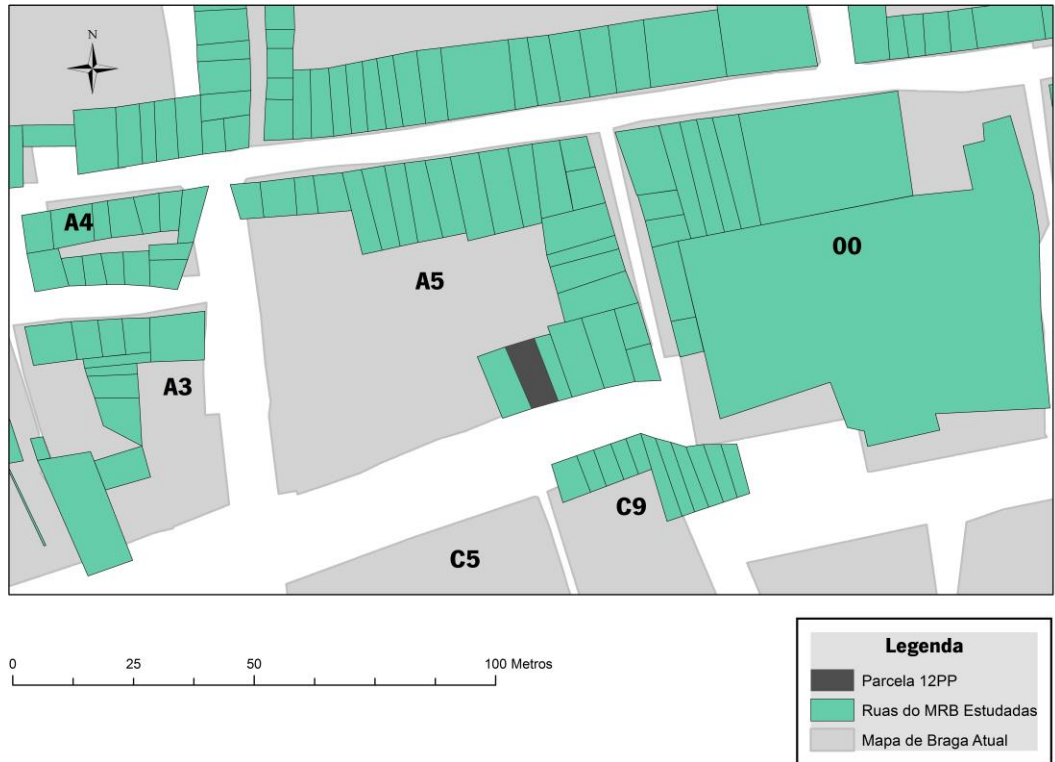 N
A4
A5
00
A3
C9
C5
0 25 50 100 Metros
Legenda
Parcela 12PP
Ruas do MRB Estudadas
Mapa de Braga Atual